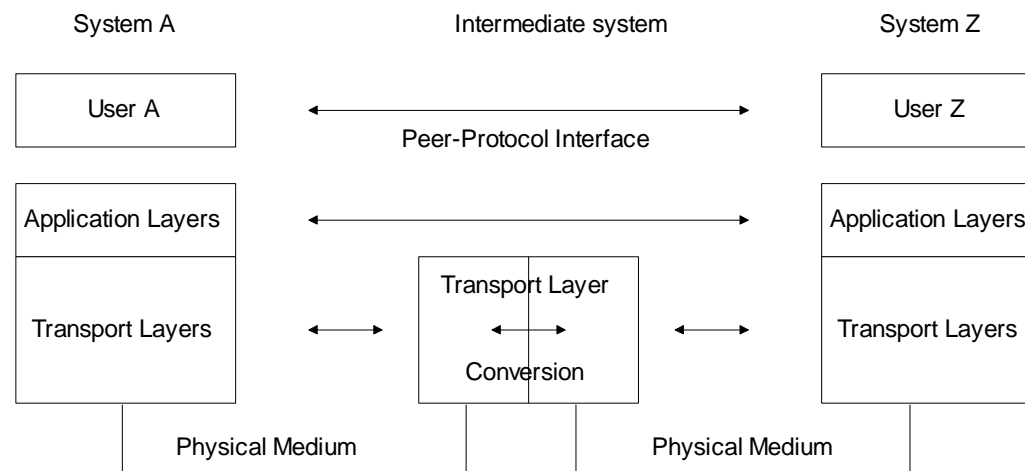 System A
Intermediate system
System Z
User A
User Z
Peer-Protocol Interface
Application Layers
Application Layers
Transport Layer
Transport Layers
Transport Layers
Conversion
Physical Medium
Physical Medium